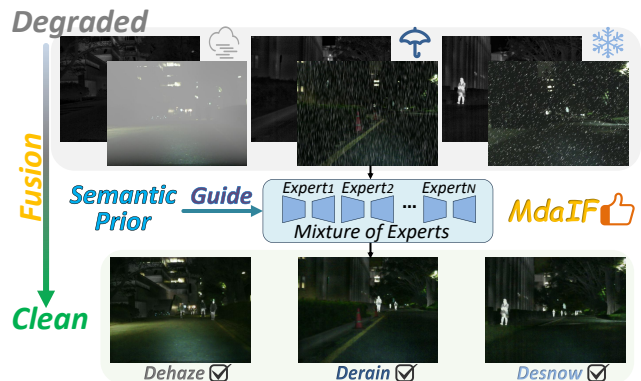 Degraded
Fusion
Semantic
Prior
Guide
Expert1 Expert2 ... ExpertN
Mixture of Experts
MdaIF
Clean
Dehaze
Derain
Desnow